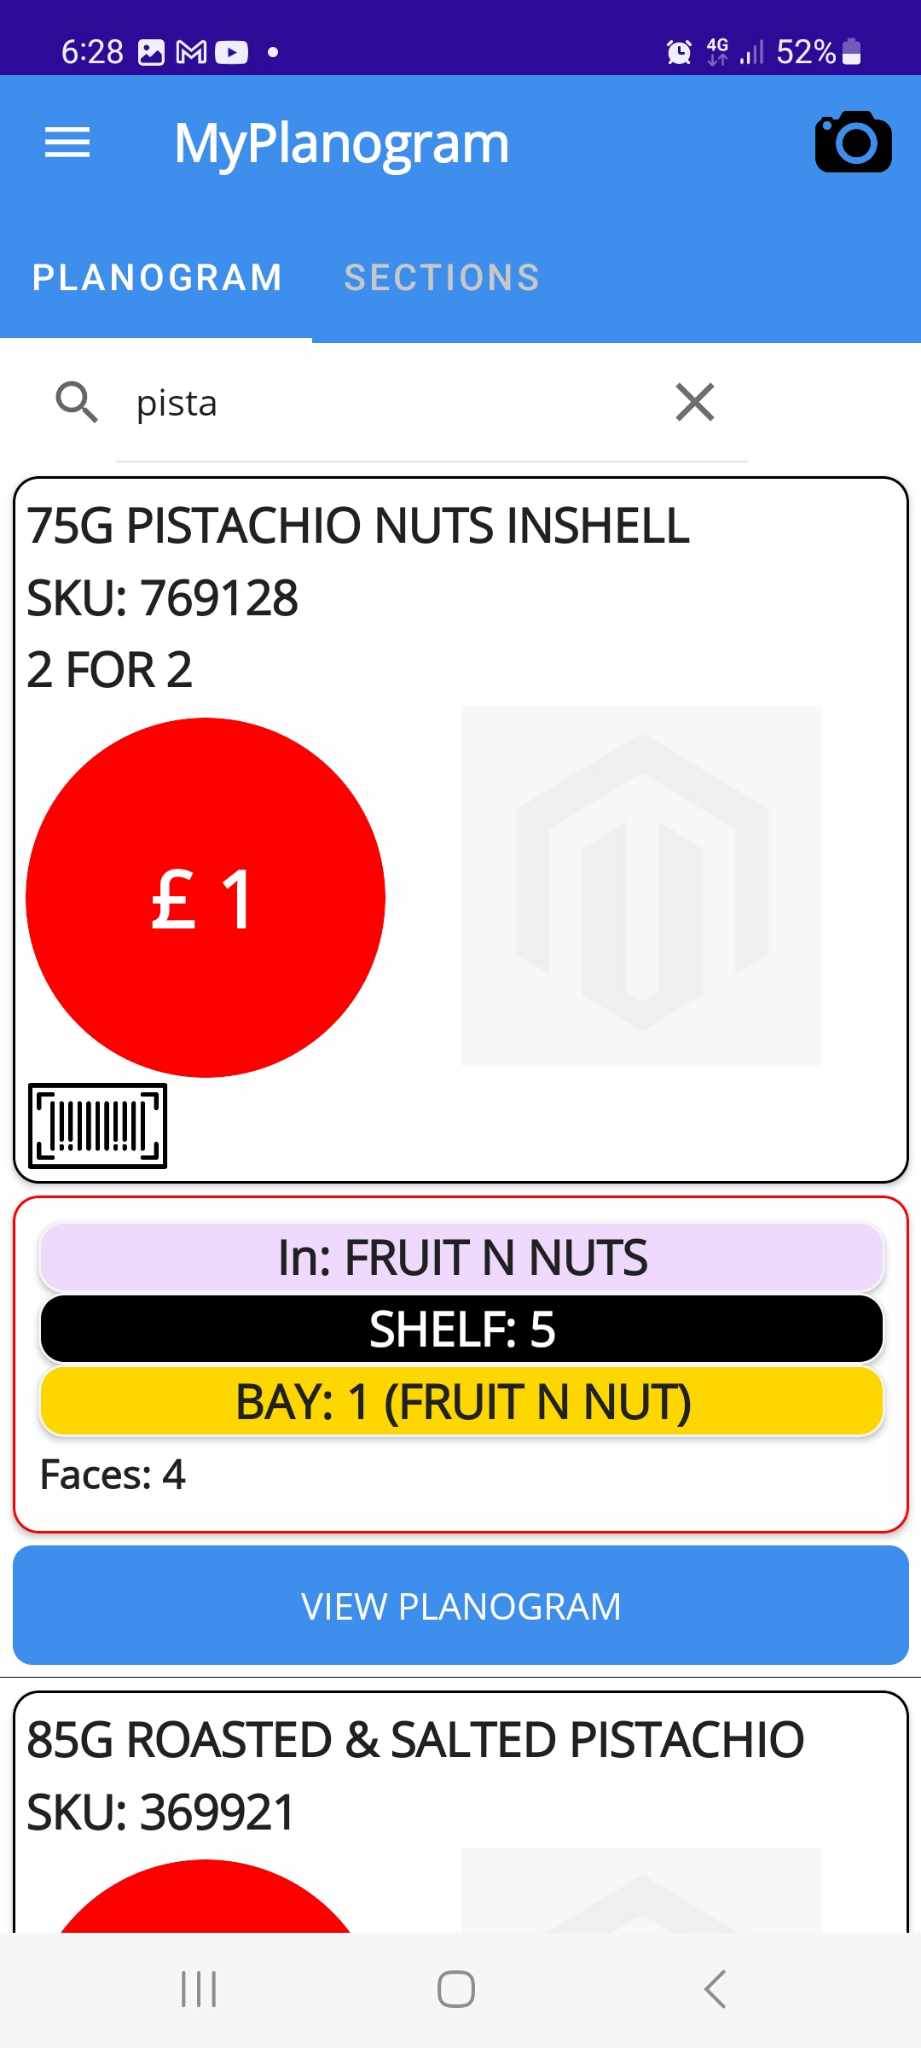 6:28
4G
52%
MyPlanogram
PLANOGRAM
SECTIONS
pista
75G PISTACHIO NUTS INSHELL
SKU: 769128
2 FOR 2
£ 1
In: FRUIT N NUTS
SHELF: 5
BAY: 1 (FRUIT N NUT)
Faces: 4
VIEW PLANOGRAM
85G ROASTED & SALTED PISTACHIO
SKU: 369921